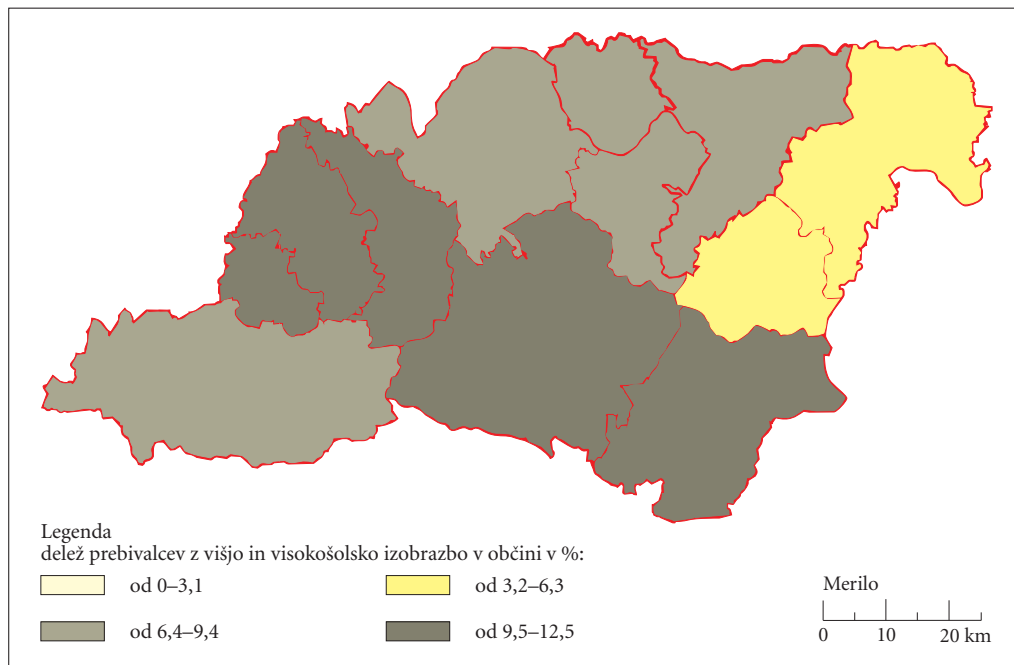 Legenda
delež prebivalcev z višjo in visokošolsko izobrazbo v občini v %:
od 0–3,1
od 3,2–6,3
od 6,4–9,4
od 9,5–12,5
Merilo
0 10 20 km